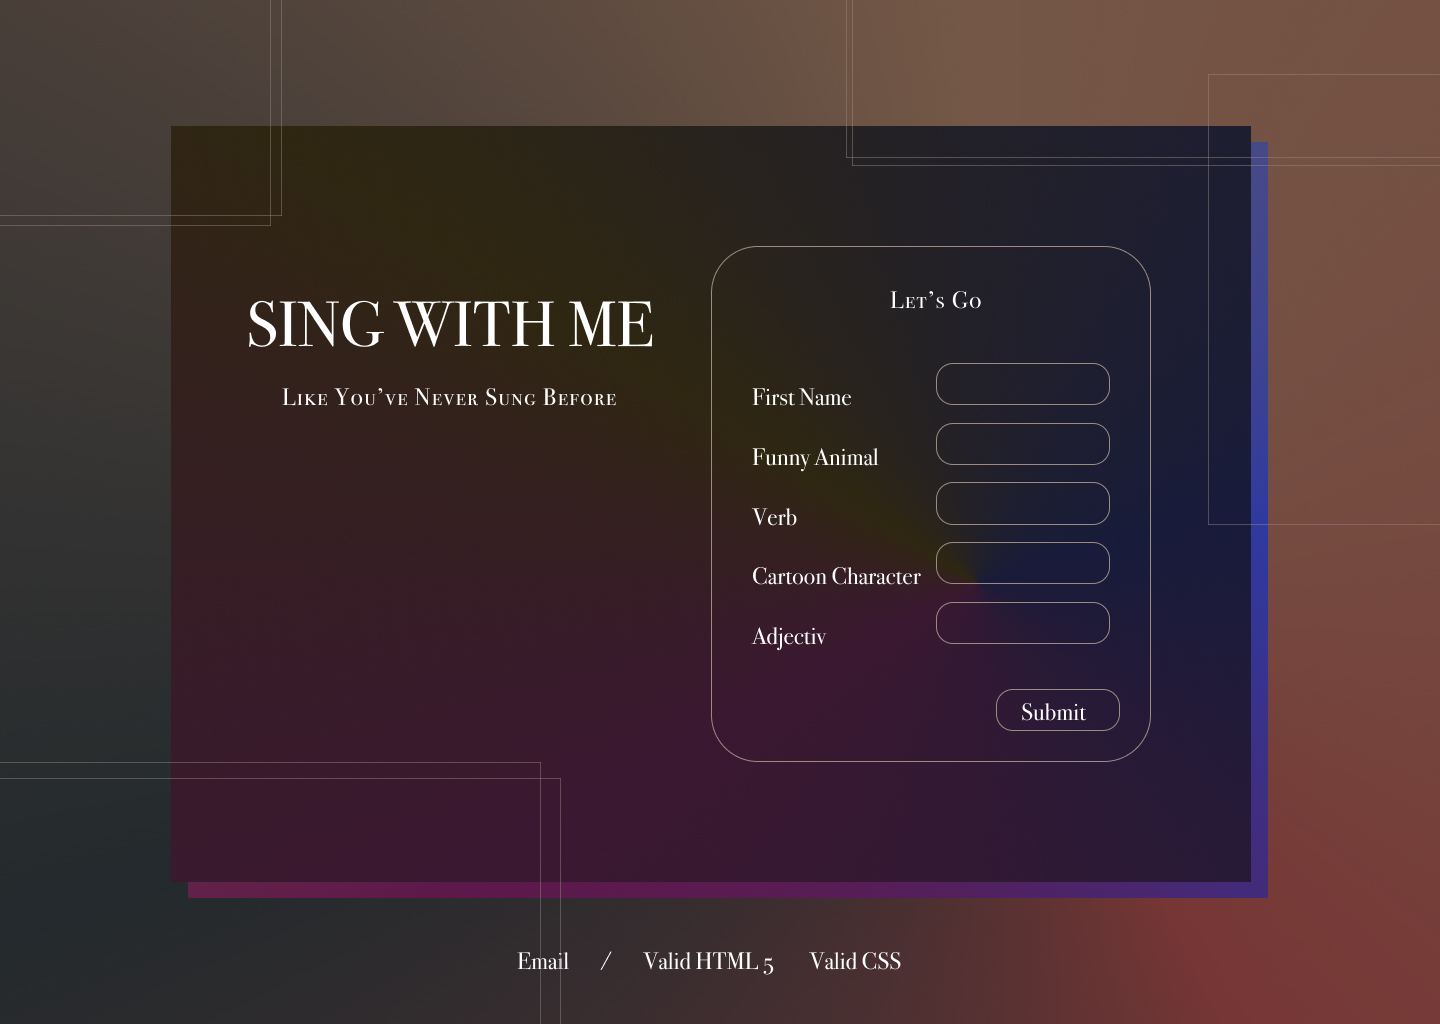 SING WITH ME
Like You’ve Never Sung Before
Let’s Go
First Name
Funny Animal
Verb
Cartoon Character
Adjectiv
Submit
Email / Valid HTML 5 Valid CSS